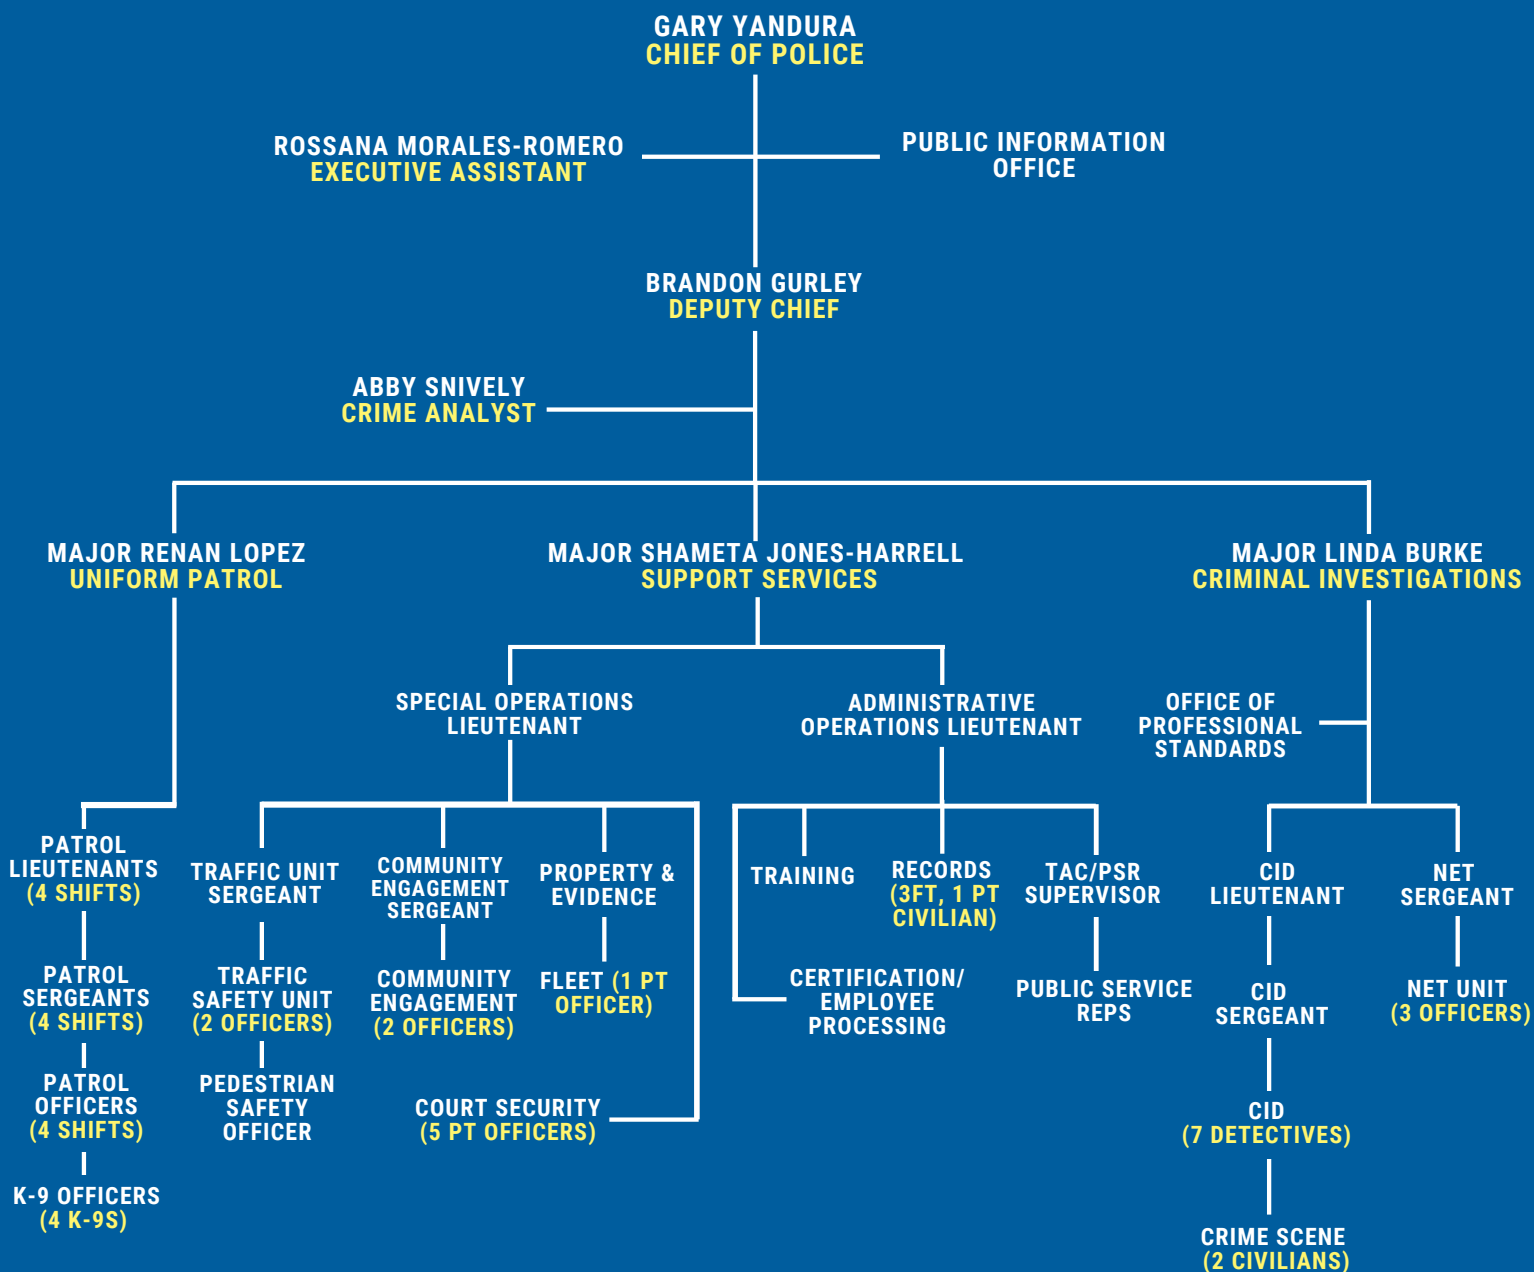 GARY YANDURA
CHIEF OF POLICE
ROSSANA MORALES-ROMERO
EXECUTIVE ASSISTANT
PUBLIC INFORMATION
OFFICE
BRANDON GURLEY
DEPUTY CHIEF
ABBY SNIVELY
CRIME ANALYST
MAJOR RENAN LOPEZ
UNIFORM PATROL
MAJOR SHAMETA JONES-HARRELL
SUPPORT SERVICES
MAJOR LINDA BURKE
CRIMINAL INVESTIGATIONS
SPECIAL OPERATIONS
LIEUTENANT
ADMINISTRATIVE
OPERATIONS LIEUTENANT
OFFICE OF
PROFESSIONAL
STANDARDS
PATROL
LIEUTENANTS
(4 SHIFTS)
TRAFFIC UNIT
SERGEANT
COMMUNITY
ENGAGEMENT
SERGEANT
PROPERTY &
EVIDENCE
TRAINING
RECORDS
(3FT, 1 PT
CIVILIAN)
TAC/PSR
SUPERVISOR
CID
LIEUTENANT
NET
SERGEANT
PATROL
SERGEANTS
(4 SHIFTS)
TRAFFIC
SAFETY UNIT
(2 OFFICERS)
COMMUNITY
ENGAGEMENT
(2 OFFICERS)
FLEET (1 PT
OFFICER)
CERTIFICATION/
EMPLOYEE
PROCESSING
PUBLIC SERVICE
REPS
CID
SERGEANT
NET UNIT
(3 OFFICERS)
PATROL
OFFICERS
(4 SHIFTS)
PEDESTRIAN
SAFETY
OFFICER
COURT SECURITY
(5 PT OFFICERS)
CID
(7 DETECTIVES)
K-9 OFFICERS
(4 K-9S)
CRIME SCENE
(2 CIVILIANS)